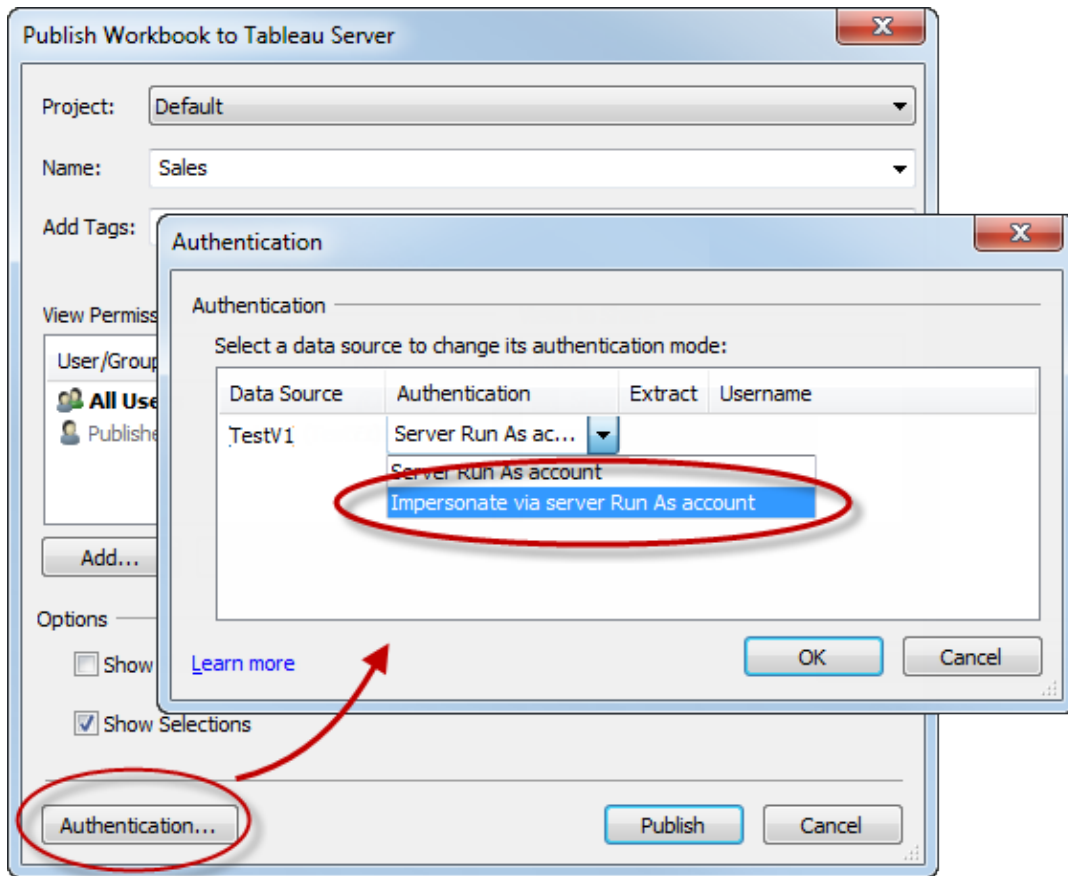 Publish Workbook to Tableau Server
Project: Default
Name: Sales
Add Tags:
Authentication
View Permiss
Authentication
Select a data source to change its authentication mode:
User/Group
Data Source Authentication Extract Username
All Use
Publishe
TestV1 Server Run As ac...
Server Run As account
Impersonate via server Run As account
Add...
Options
Show
Learn more
OK Cancel
Show Selections
Authentication...
Publish Cancel